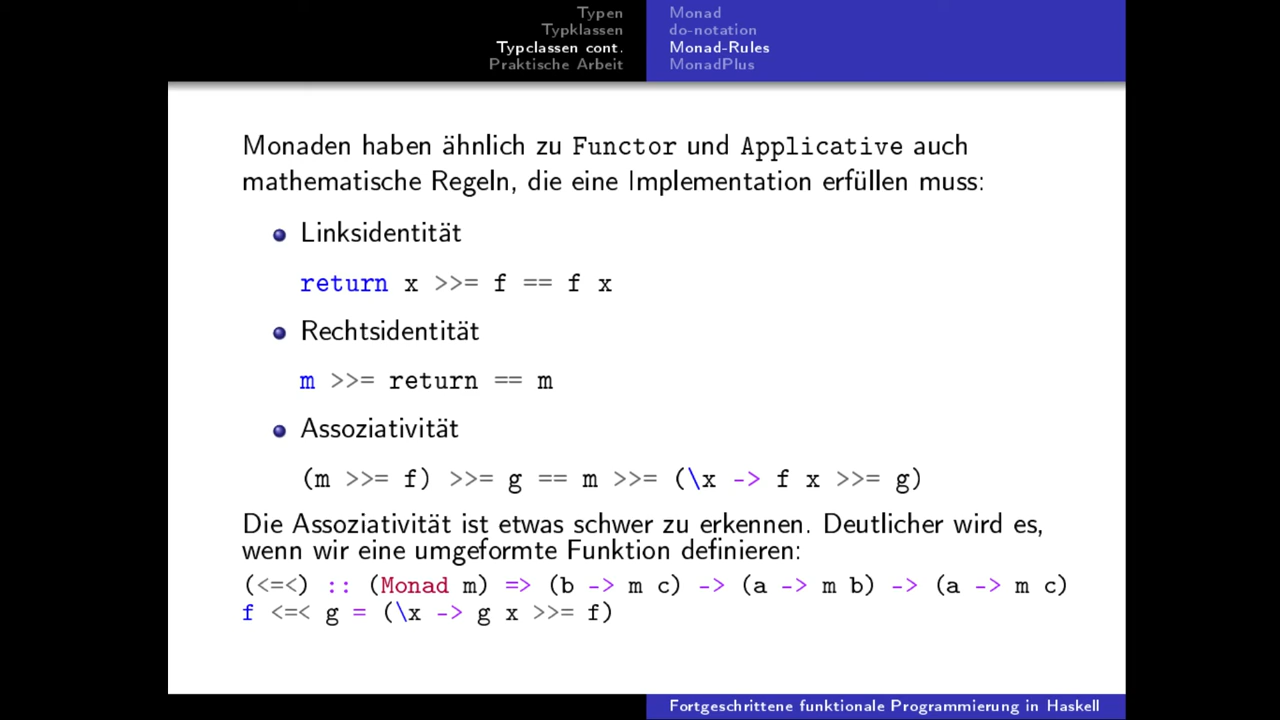 Typen
Typklassen
Typclassen cont.
Praktische Arbeit
Monad
do-notation
Monad-Rules
MonadPlus
Monaden haben ähnlich zu Functor und Applicative auch
mathematische Regeln, die eine Implementation erfüllen muss:
Linksidentität
return x >>= f == f x
Rechtsidentität
m >>= return == m
Assoziativität
(m >>= f) >>= g == m >>= (\x -> f x >>= g)
Die Assoziativität ist etwas schwer zu erkennen. Deutlicher wird es,
wenn wir eine umgeformte Funktion definieren:
(<=<) :: (Monad m) => (b -> m c) -> (a -> m b) -> (a -> m c)
f <=< g = (\x -> g x >>= f)
Fortgeschrittene funktionale Programmierung in Haskell